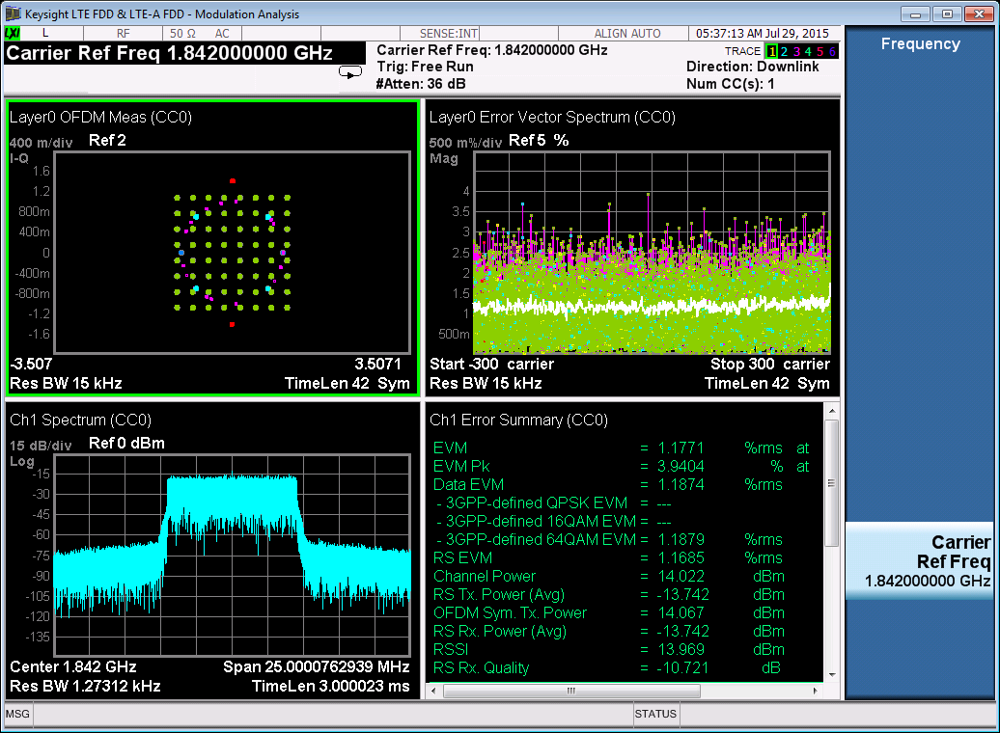 Keysight LTE FDD & LTE-A FDD - Modulation Analysis
LXI L RF 50 Ω AC SENSE:INT ALIGN AUTO 05:37:13 AM Jul 29, 2015
Carrier Ref Freq 1.842000000 GHz
Carrier Ref Freq: 1.842000000 GHz
Trig: Free Run
#Atten: 36 dB
TRACE 1 2 3 4 5 6
Direction: Downlink
Num CC(s): 1
Frequency
Layer0 OFDM Meas (CC0)
400 m/div Ref 2
I-Q
1.6
1.2
800m
400m
0
-400m
-800m
-1.2
-1.6
-3.507 3.5071
Res BW 15 kHz TimeLen 42 Sym
Layer0 Error Vector Spectrum (CC0)
500 m%/div Ref 5 %
Mag
4
3.5
3
2.5
2
1.5
1
500m
Start -300 carrier Stop 300 carrier
Res BW 15 kHz TimeLen 42 Sym
Ch1 Spectrum (CC0)
15 dB/div Ref 0 dBm
Log
-15
-30
-45
-60
-75
-90
-105
-120
-135
Center 1.842 GHz Span 25.0000762939 MHz
Res BW 1.27312 kHz TimeLen 3.000023 ms
Ch1 Error Summary (CC0)
EVM = 1.1771 %rms at
EVM Pk = 3.9404 % at
Data EVM = 1.1874 %rms
- 3GPP-defined QPSK EVM = ---
- 3GPP-defined 16QAM EVM = ---
- 3GPP-defined 64QAM EVM = 1.1879 %rms
RS EVM = 1.1685 %rms
Channel Power = 14.022 dBm
RS Tx. Power (Avg) = -13.742 dBm
OFDM Sym. Tx. Power = 14.067 dBm
RS Rx. Power (Avg) = -13.742 dBm
RSSI = 13.969 dBm
RS Rx. Quality = -10.721 dB
Carrier
Ref Freq
1.842000000 GHz
MSG STATUS